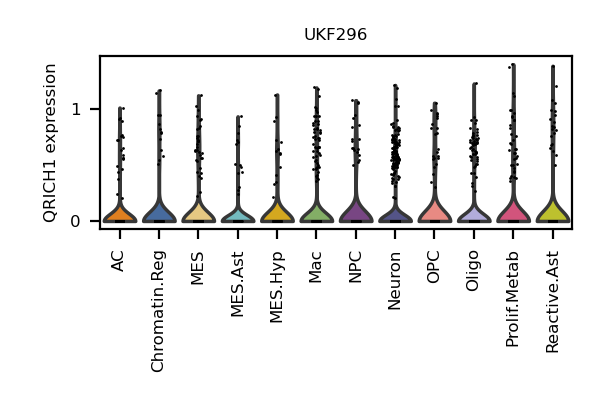 UKF296
QRICH1 expression
1
0
AC
Chromatin.Reg
MES
MES.Ast
MES.Hyp
Mac
NPC
Neuron
OPC
Oligo
Prolif.Metab
Reactive.Ast